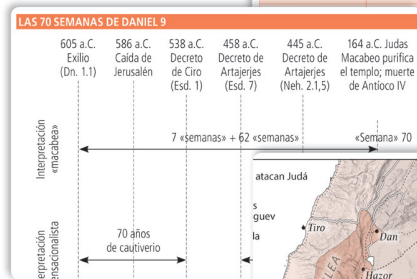 LAS 70 SEMANAS DE DANIEL 9
605 a.C.
Exilio
(Dn. 1.1)
586 a.C.
Caída de
Jerusalén
538 a.C.
Decreto
de Ciro
(Esd. 1)
458 a.C.
Decreto de
Artajerjes
(Esd. 7)
445 a.C.
Decreto de
Artajerjes
(Neh. 2.1,5)
164 a.C. Judas
Macabeo purifica
el templo; muerte
de Antíoco IV
Interpretación
«macabea»
7 «semanas» + 62 «semanas»
«Semana» 70
70 años
de cautiverio
atacan Judá
guev
Tiro
Dan
Hazor